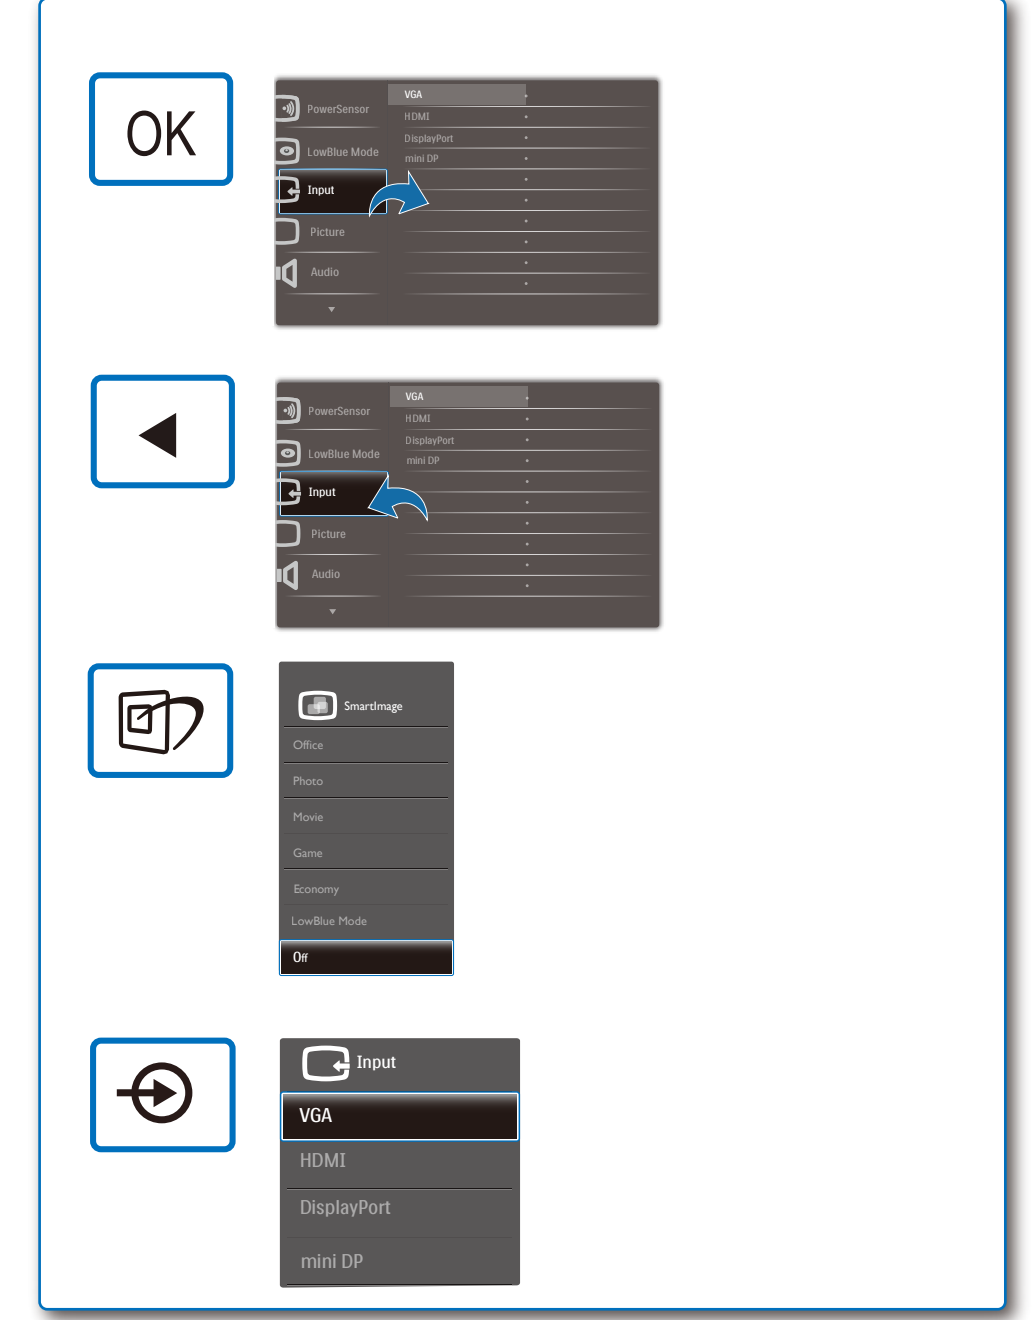 OK
PowerSensor
LowBlue Mode
Input
Picture
Audio
VGA
HDMI
DisplayPort
mini DP
PowerSensor
LowBlue Mode
Input
Picture
Audio
VGA
HDMI
DisplayPort
mini DP
SmartImage
Office
Photo
Movie
Game
Economy
LowBlue Mode
Off
Input
VGA
HDMI
DisplayPort
mini DP